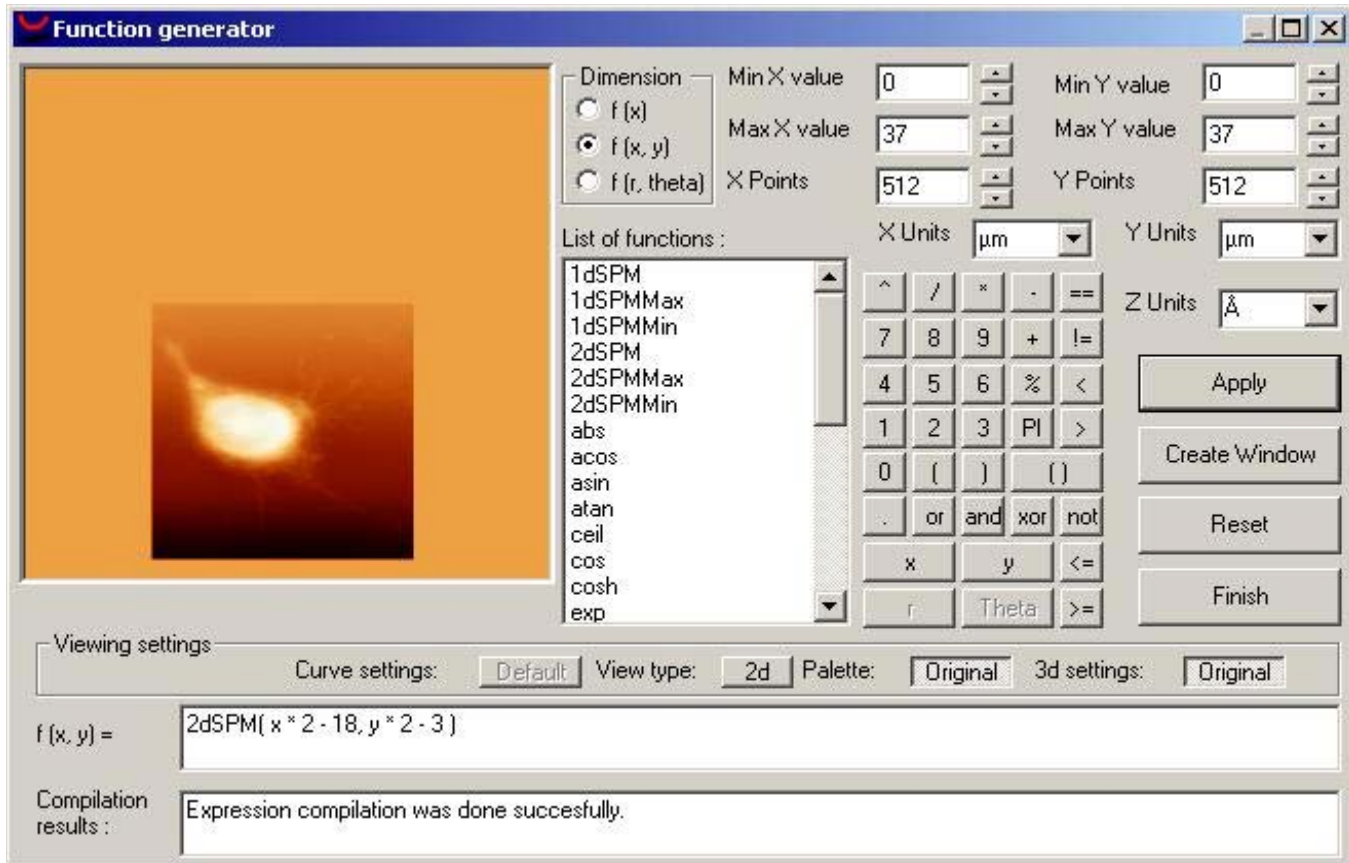 Function generator
Dimension
f (x)
f (x, y)
f (r, theta)
Min X value 0
Min Y value 0
Max X value 37
Max Y value 37
X Points 512
Y Points 512
X Units µm
Y Units µm
Z Units Å
List of functions :
1dSPM
1dSPMMax
1dSPMMin
2dSPM
2dSPMMax
2dSPMMin
abs
acos
asin
atan
ceil
cos
cosh
exp
^ / * - ==
7 8 9 + !=
4 5 6 % <
1 2 3 PI >
0 ( ) ()
. or and xor not
x y <=
r Theta >=
Apply
Create Window
Reset
Finish
Viewing settings
Curve settings: Default View type: 2d Palette: Original 3d settings: Original
f (x, y) =
2dSPM( x * 2 - 18, y * 2 - 3 )
Compilation
results :
Expression compilation was done succesfully.